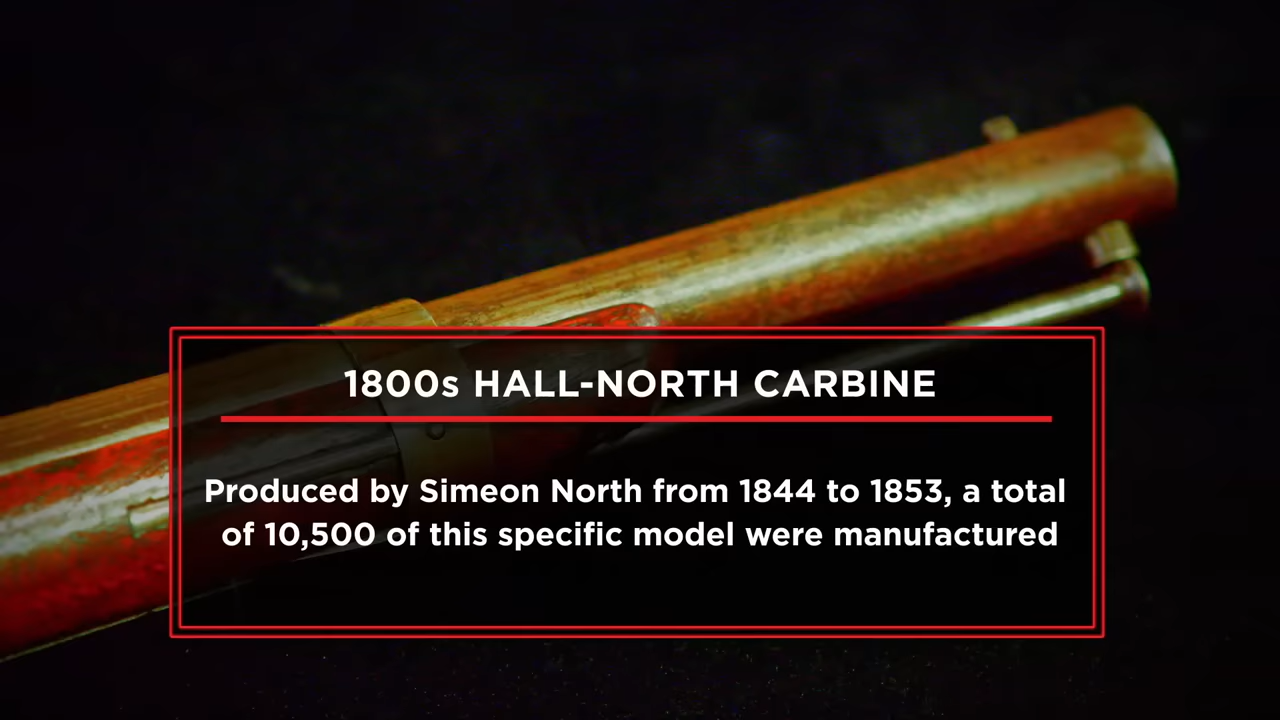 1800s HALL-NORTH CARBINE
Produced by Simeon North from 1844 to 1853, a total
of 10,500 of this specific model were manufactured